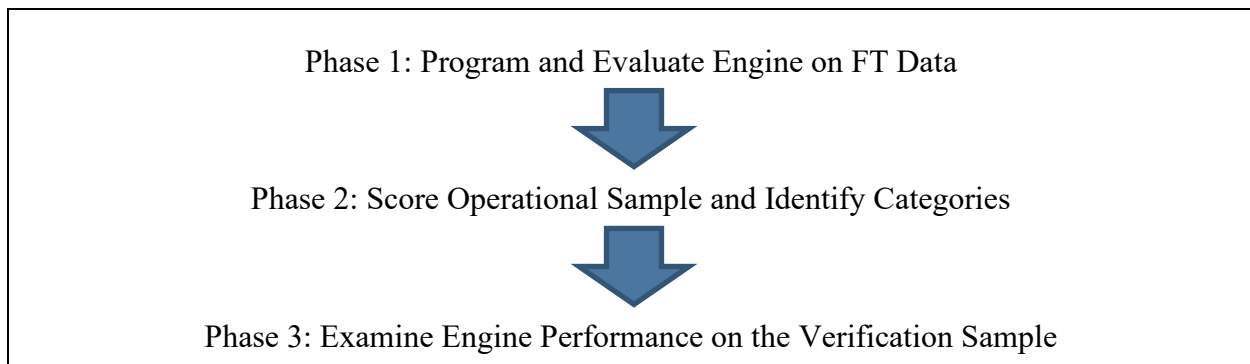 Phase 1: Program and Evaluate Engine on FT Data
Phase 2: Score Operational Sample and Identify Categories
Phase 3: Examine Engine Performance on the Verification Sample